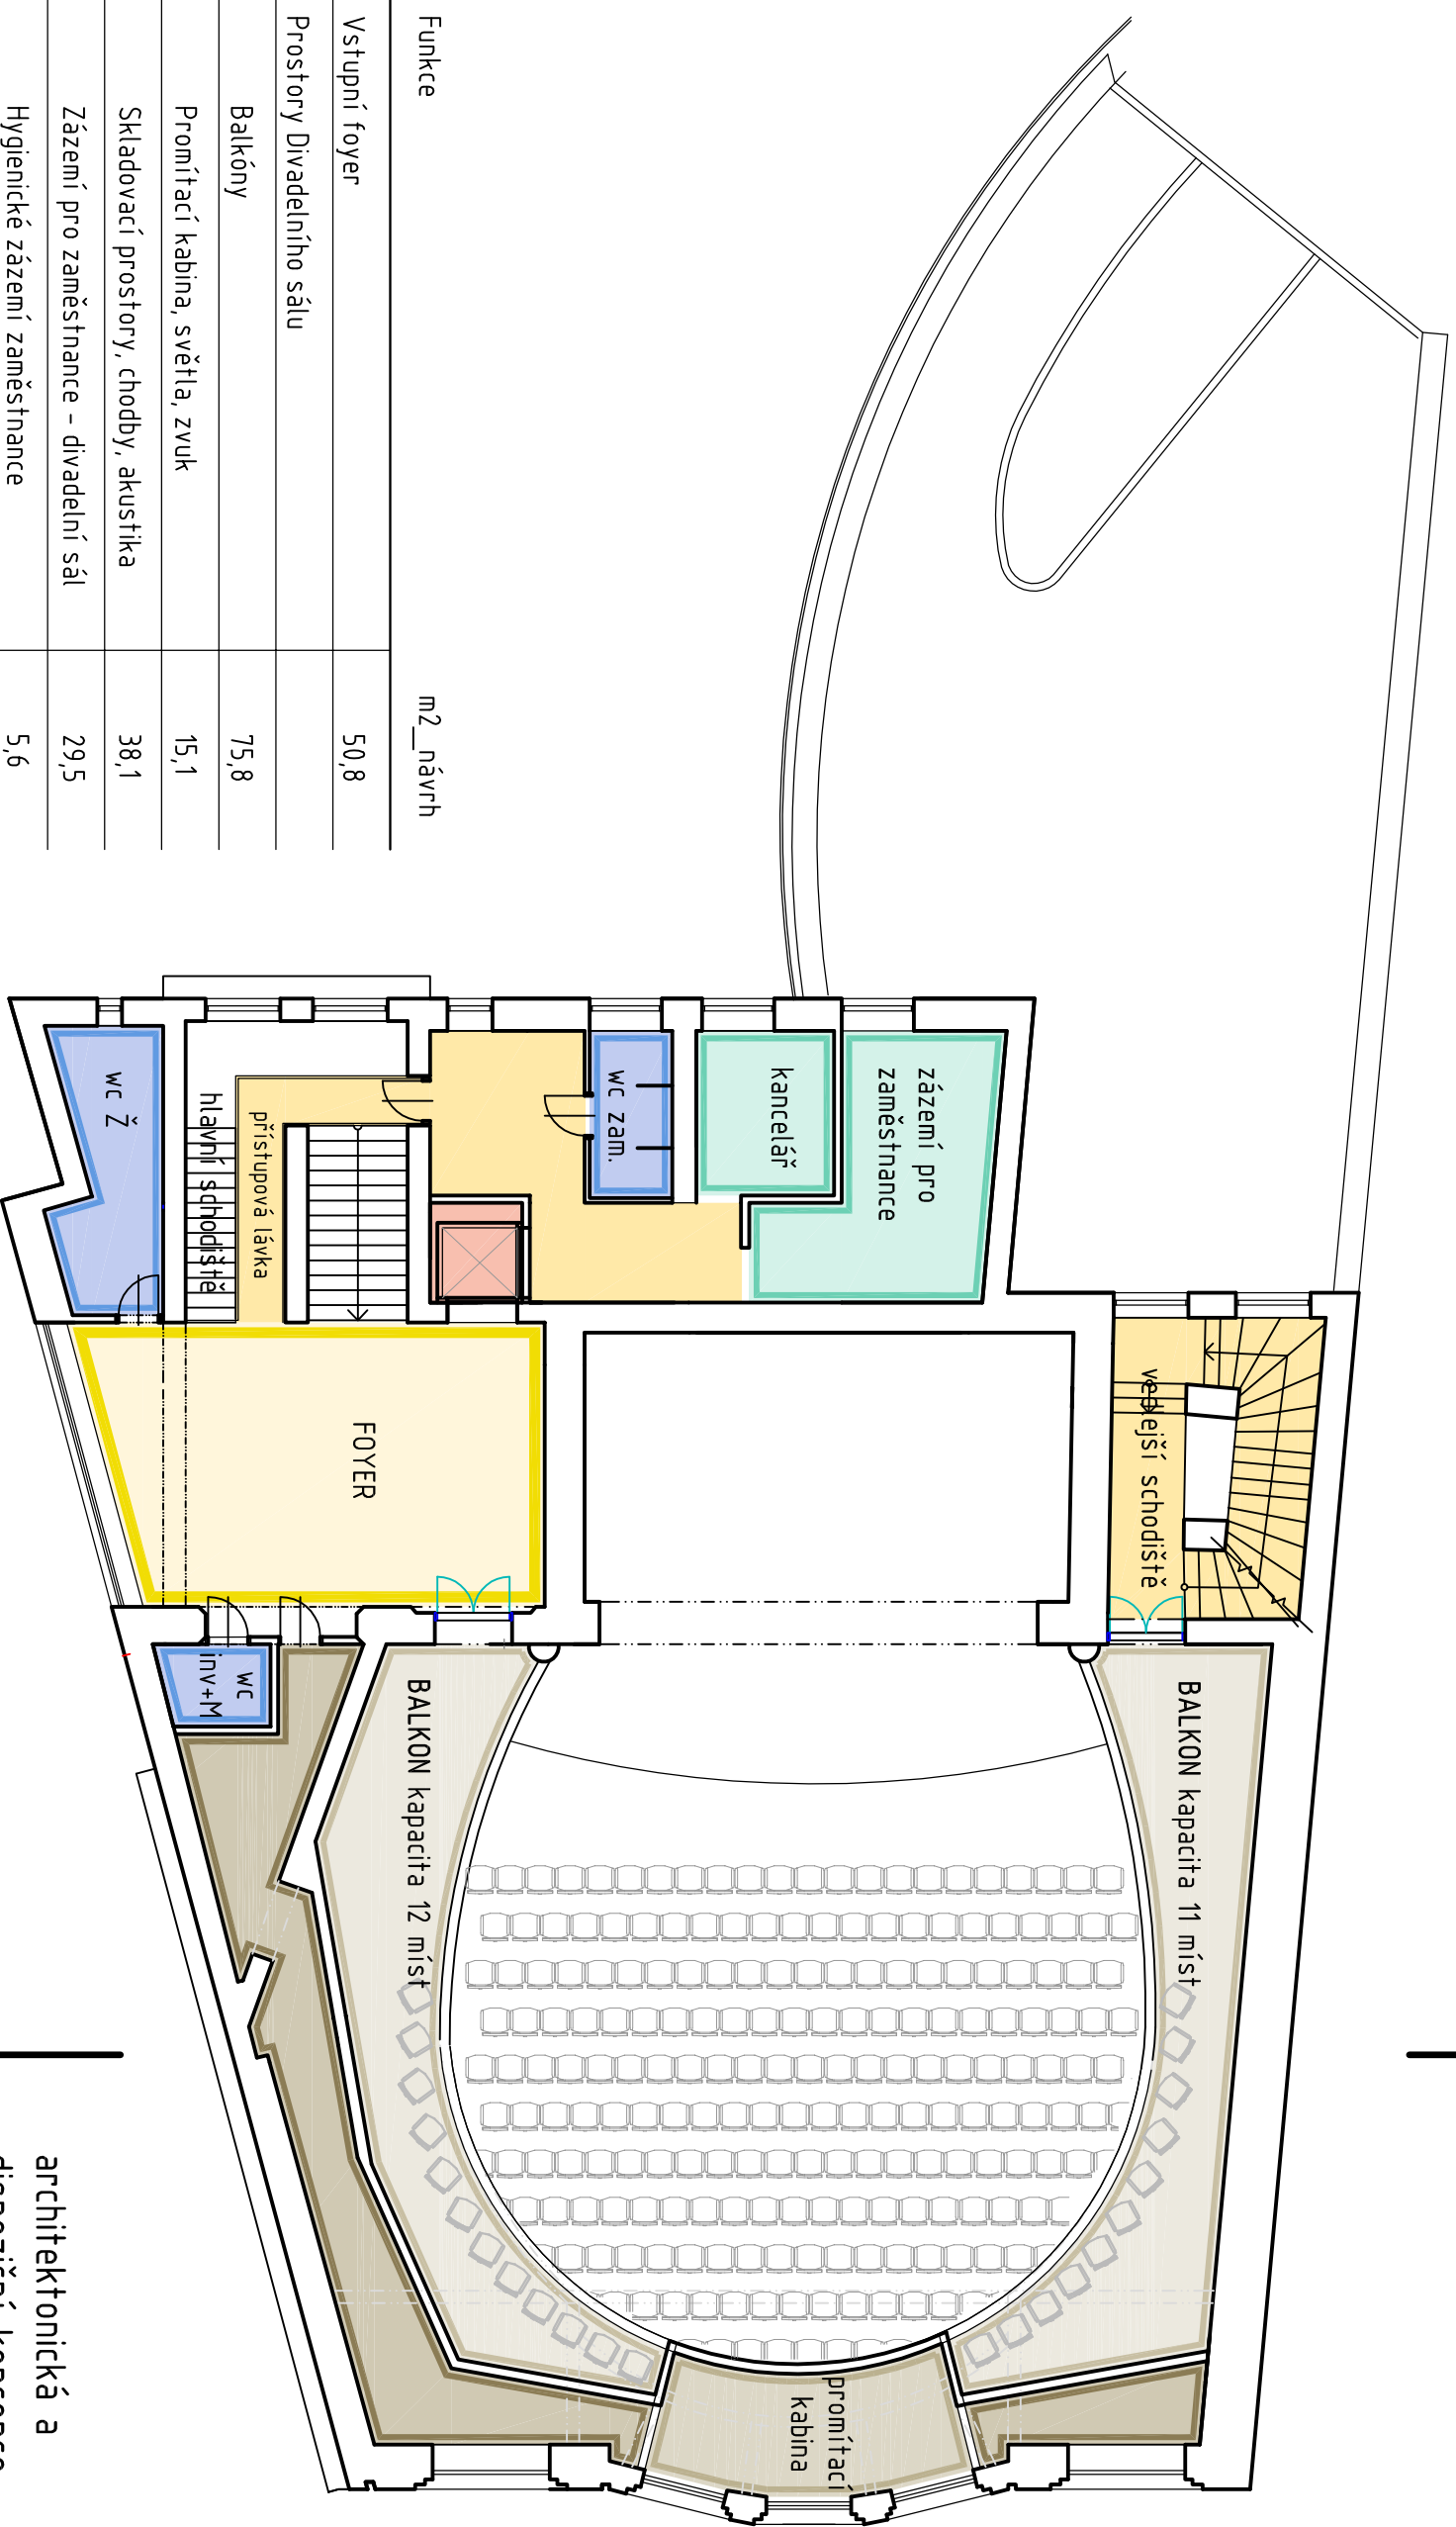 Funkce m2_návrh
Vstupní foyer 50,8
Prostory Divadelního sálu
Balkóny 75,8
Promítací kabina, světla, zvuk 15,1
Skladovací prostory, chodby, akustika 38,1
Zázemí pro zaměstnance - divadelní sál 29,5
Hygienické zázemí zaměstnance 5,6
zázemí pro
zaměstnance
kancelář
wc zam.
přístupová lávka
hlavní schodiště
wc Ž
vedlejší schodiště
FOYER
wc
inv+M
BALKON kapacita 11 míst
BALKON kapacita 12 míst
promítací
kabina
architektonická a